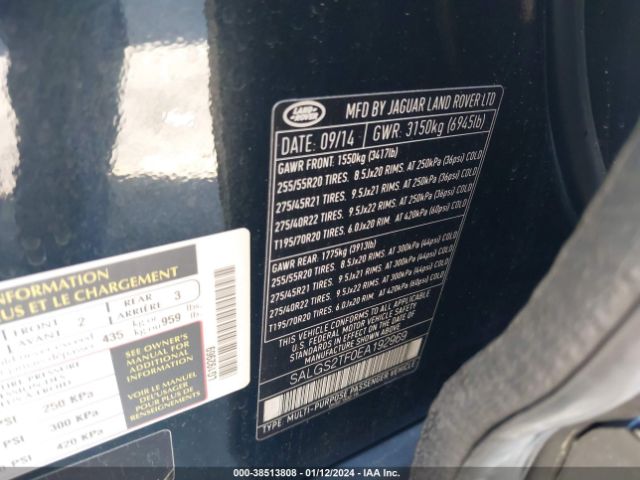 LAND ROVER
MFD BY JAGUAR LAND ROVER LTD
DATE: 09/14 GWR: 3150kg (6945lb)
GAWR FRONT: 1550kg (3417lb)
255/55R20 TIRES. 8.5Jx20 RIMS. AT 250kPa (36psi) COLD
275/45R21 TIRES. 9.5Jx21 RIMS. AT 250kPa (36psi) COLD
275/40R22 TIRES. 9.5Jx22 RIMS. AT 250kPa (36psi) COLD
T195/70R20 TIRES. 6.0Jx20 RIM. AT 420kPa (60psi) COLD
GAWR REAR: 1775kg (3913lb)
255/55R20 TIRES. 8.5Jx20 RIMS. AT 300kPa (44psi) COLD
275/45R21 TIRES. 9.5Jx21 RIMS. AT 300kPa (44psi) COLD
275/40R22 TIRES. 9.5Jx22 RIMS. AT 300kPa (44psi) COLD
T195/70R20 TIRES. 6.0Jx20 RIM. AT 420kPa (60psi) COLD
THIS VEHICLE CONFORMS TO ALL APPLICABLE
FEDERAL MOTOR VEHICLE SAFETY
STANDARDS IN EFFECT ON THE DATE OF
MANUFACTURE SHOWN ABOVE.
SALGS2TF0EA192969
TYPE: MULTI-PURPOSE PASSENGER VEHICLE
INFORMATION
US ET LE CHARGEMENT
FRONT 2 REAR 3
AVANT ARRIÈRE
435 kg or 959 lbs.
SEE OWNER'S
MANUAL FOR
ADDITIONAL
INFORMATION
VOIR LE MANUEL
DE L'USAGER
POUR PLUS DE
RENSEIGNEMENTS
PSI 250 KPA
PSI 300 KPA
PSI 420 KPA
LG192969
000-38513808 - 01/12/2024 - IAA Inc.